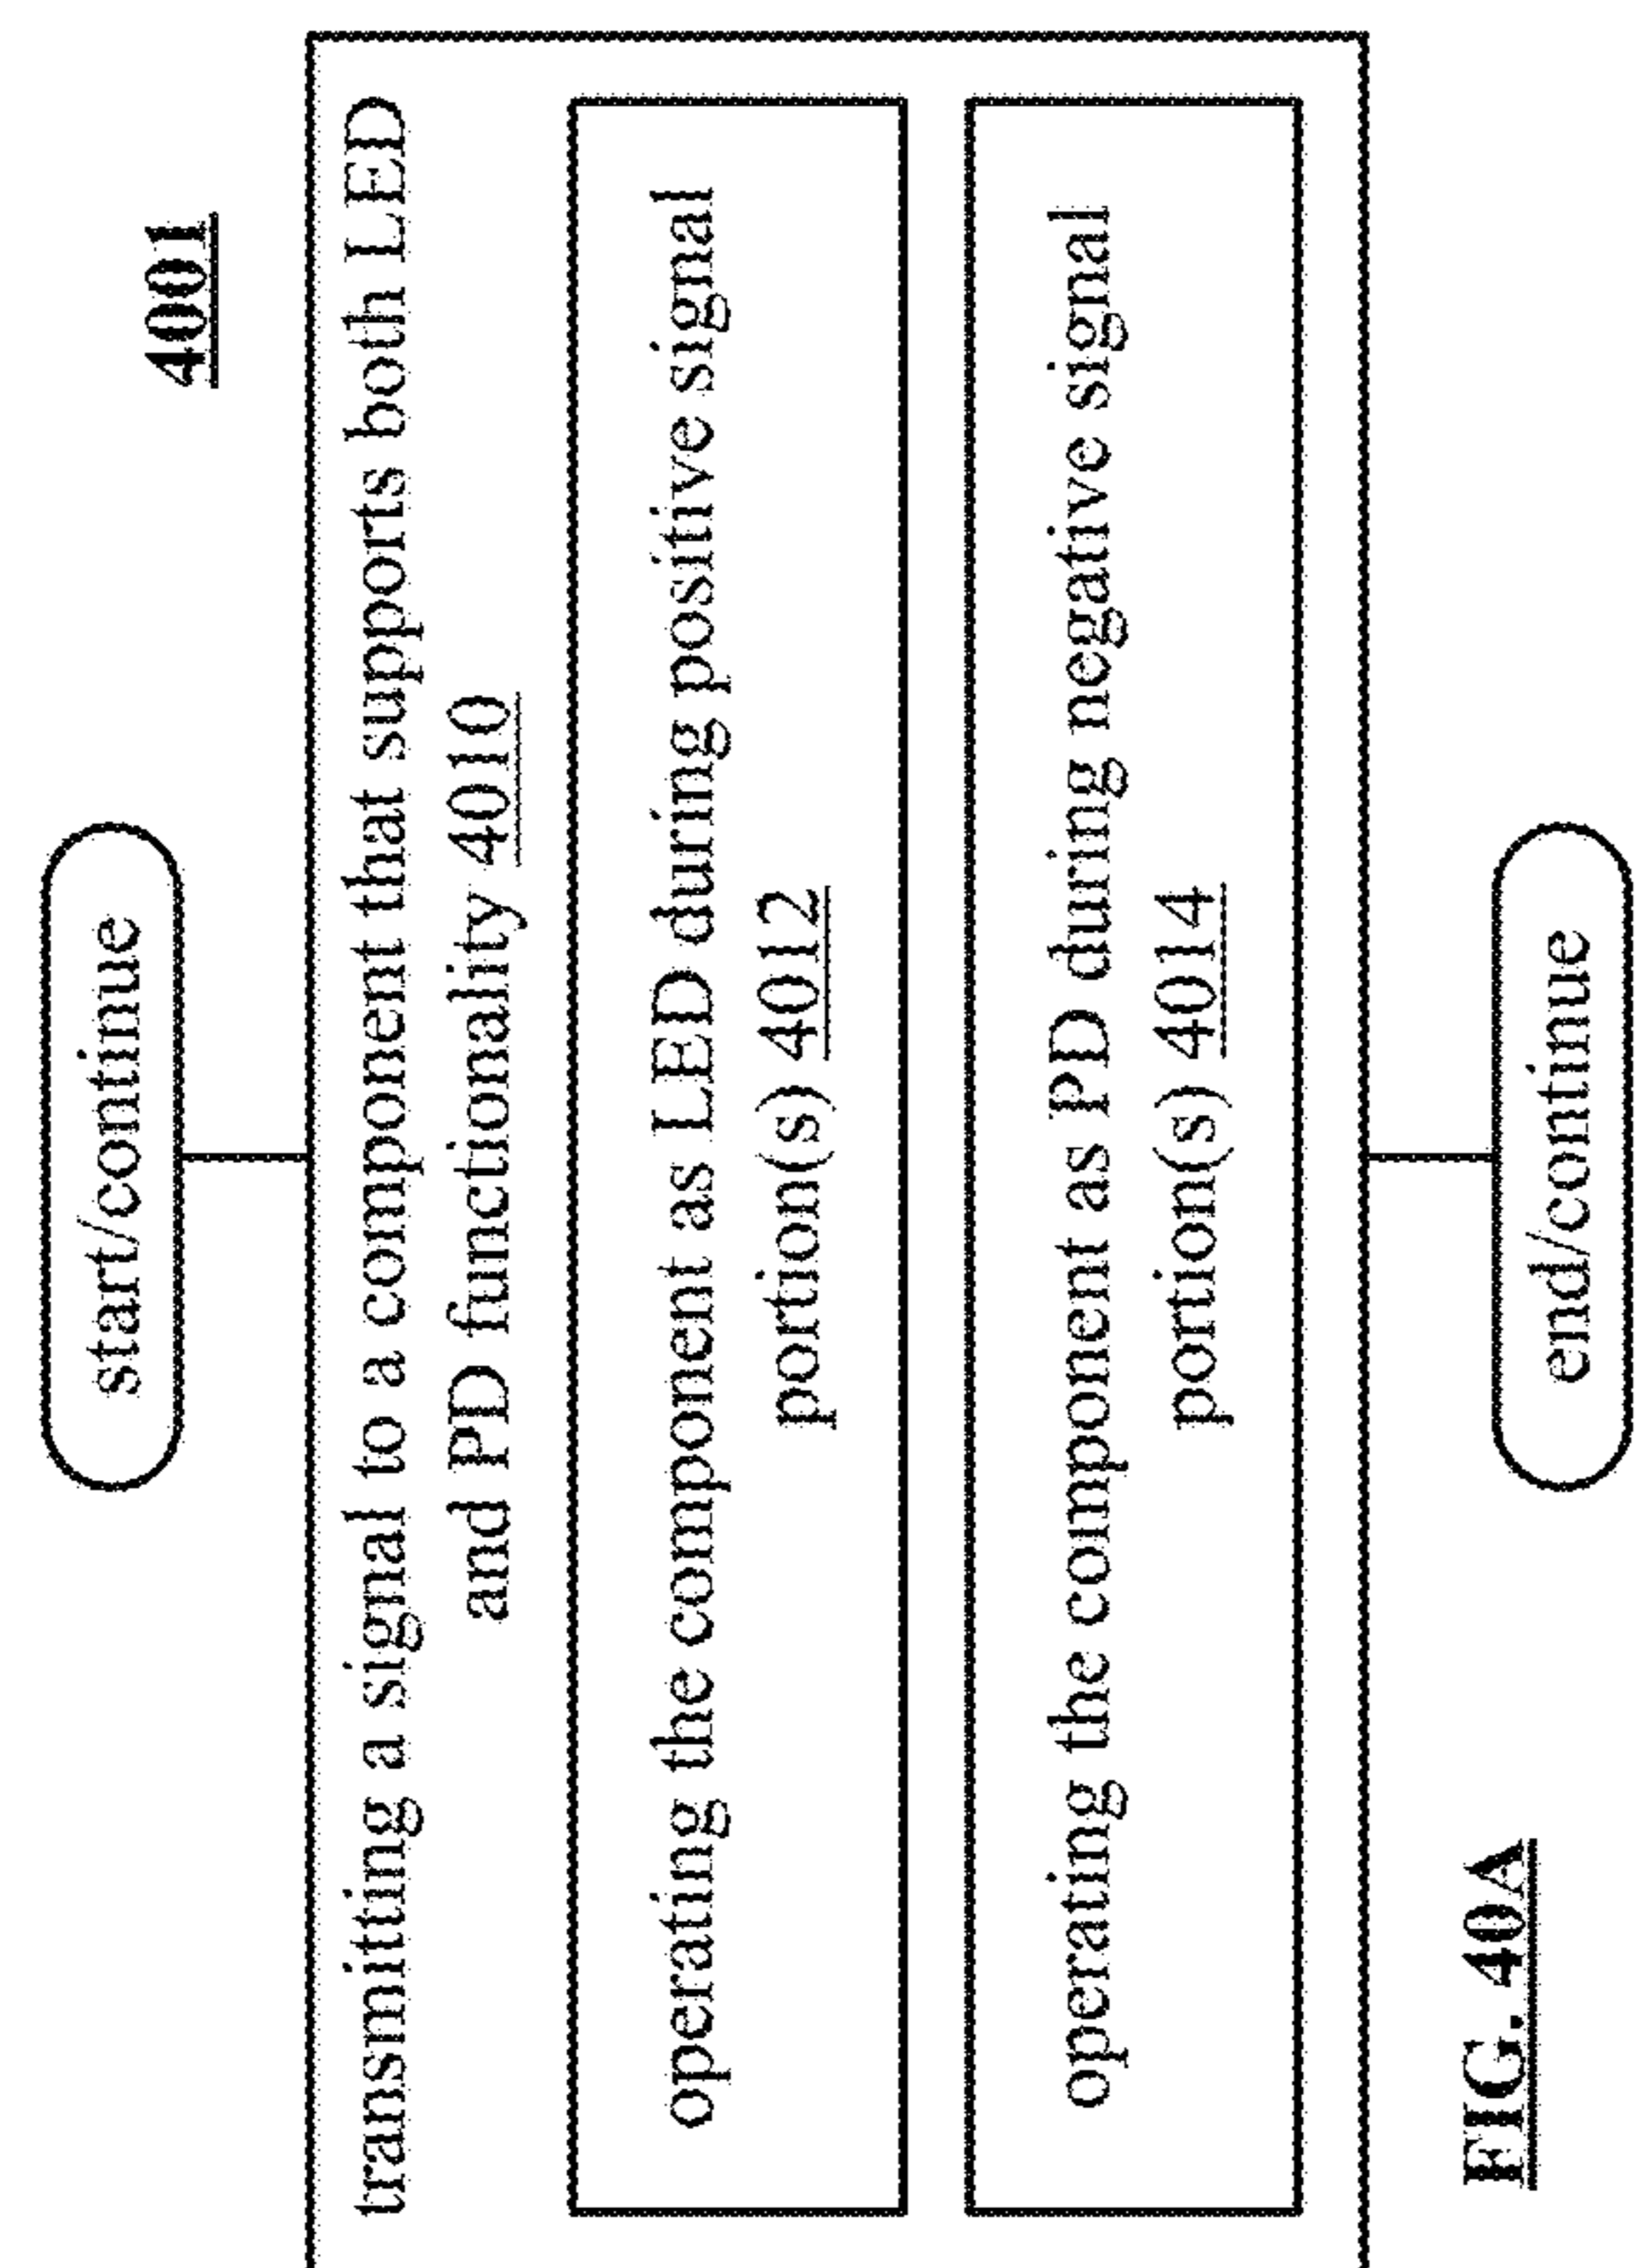 start/continue
4001
transmitting a signal to a component that supports both LED
and PD functionality 4010
operating the component as LED during positive signal
portion(s) 4012
operating the component as PD during negative signal
portion(s) 4014
end/continue
FIG. 40A